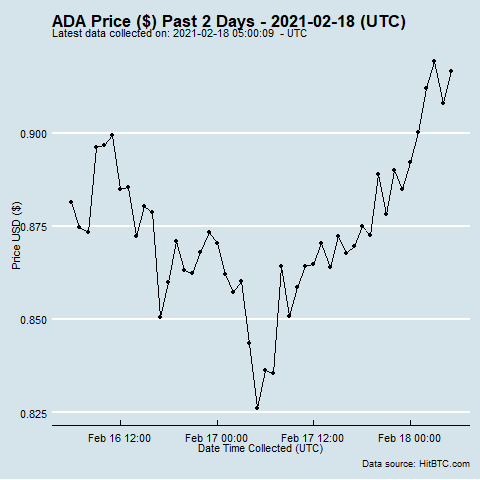 ADA Price ($) Past 2 Days - 2021-02-18 (UTC)
Latest data collected on: 2021-02-18 05:00:09  - UTC
0.900
0.875
0.850
0.825
Price USD ($)
Feb 16 12:00
Feb 17 00:00
Feb 17 12:00
Feb 18 00:00
Date Time Collected (UTC)
Data source: HitBTC.com